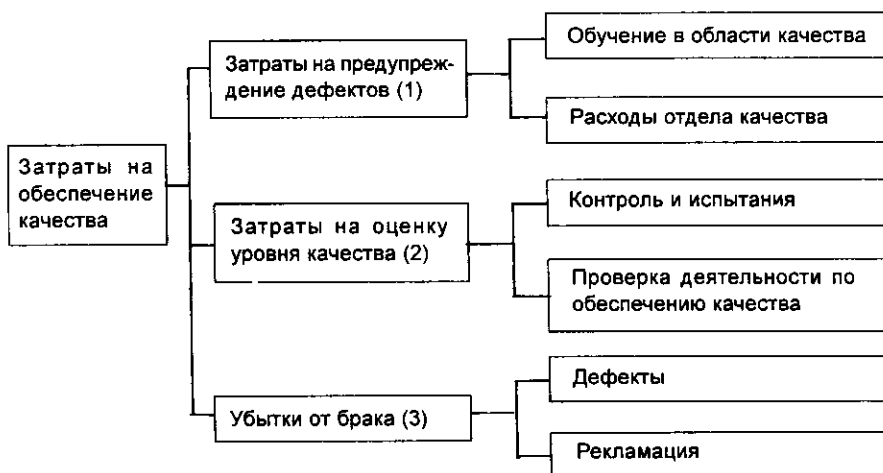 Затраты на
обеспечение
качества
Затраты на предупреж-
дение дефектов (1)
Обучение в области качества
Расходы отдела качества
Затраты на оценку
уровня качества (2)
Контроль и испытания
Проверка деятельности по
обеспечению качества
Убытки от брака (3)
Дефекты
Рекламация